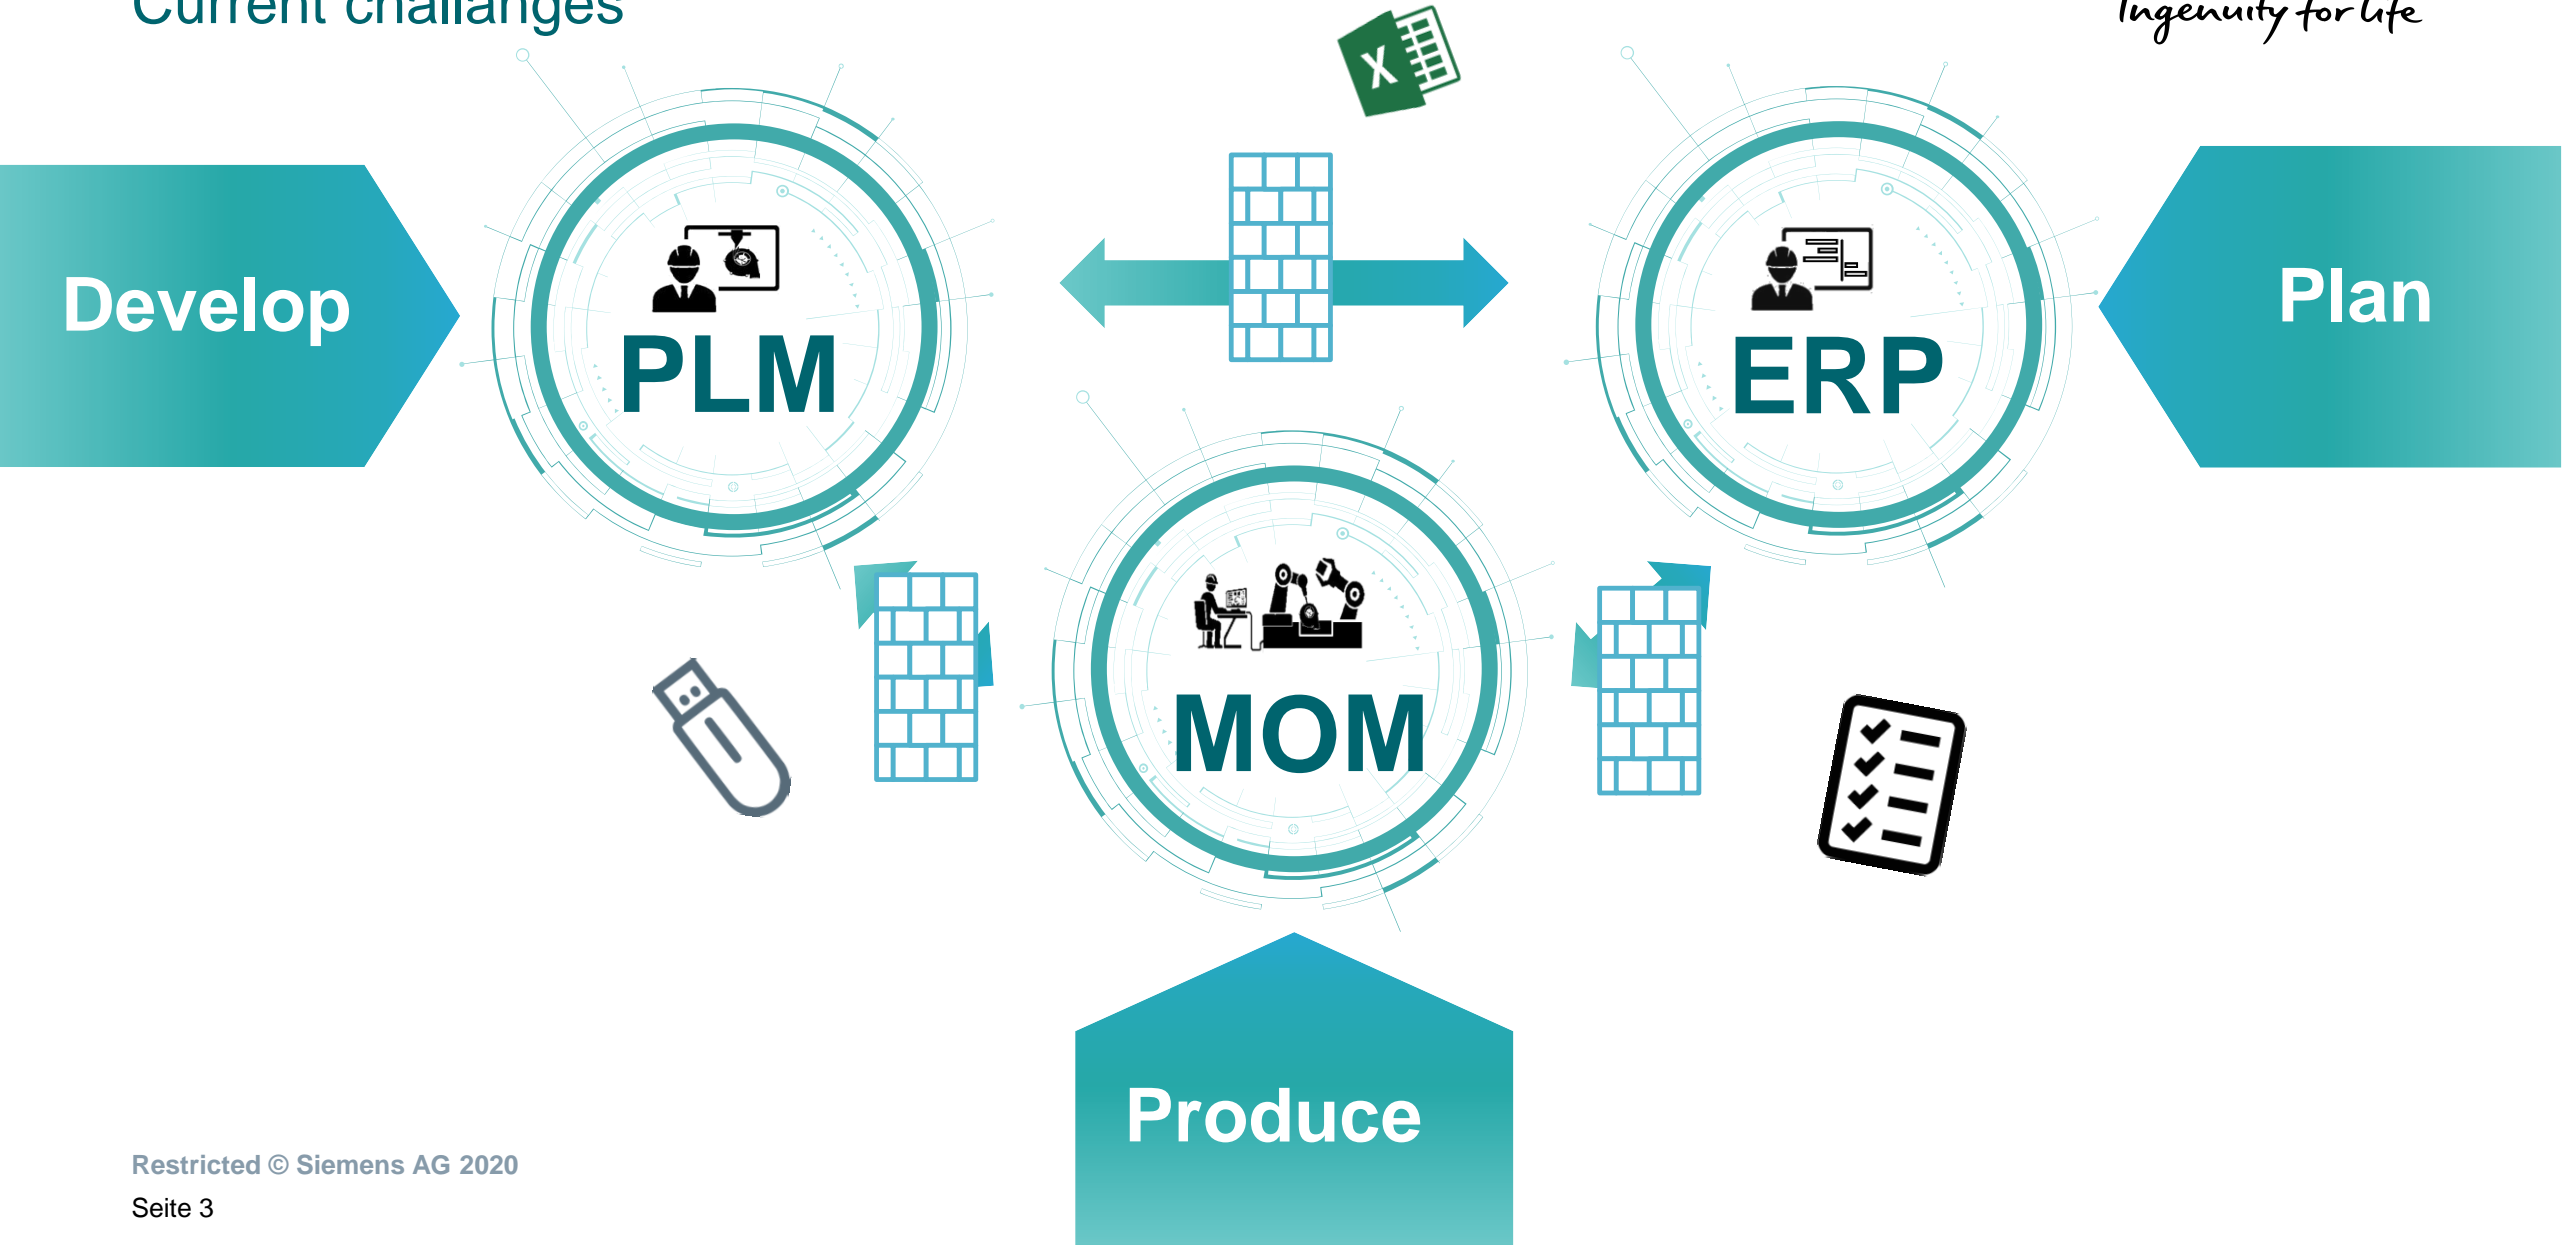 Current challanges
Ingenuity for life
X
Develop
PLM
ERP
Plan
MOM
Produce
Restricted © Siemens AG 2020
Seite 3